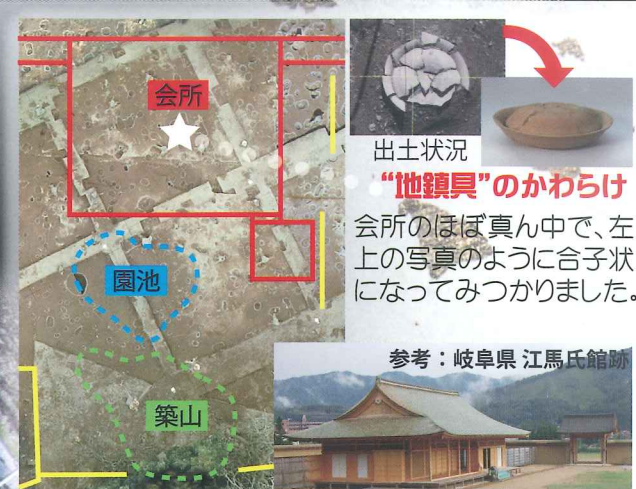 会所
園池
築山
出土状況
“地鎮具”のかわらけ
会所のほぼ真ん中で、左
上の写真のように合子状
になってみつかりました。
参考：岐阜県 江馬氏館跡